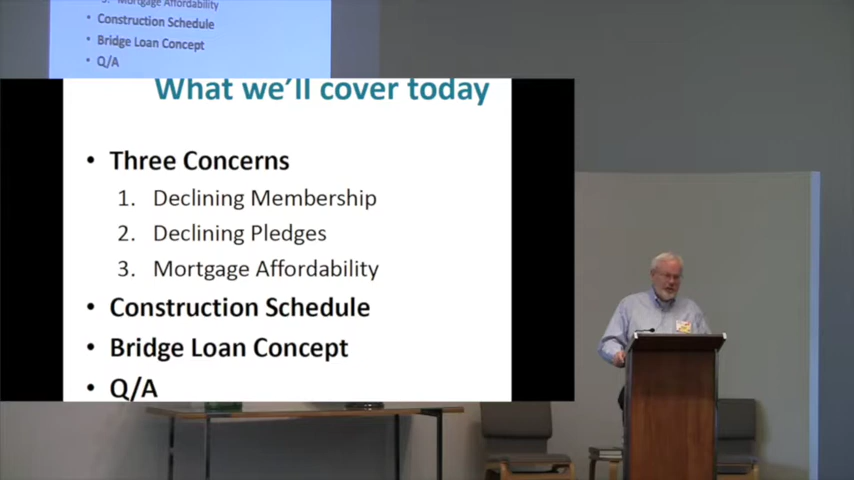 3. Mortgage Affordability
• Construction Schedule
• Bridge Loan Concept
• Q/A
What we'll cover today
• Three Concerns
1. Declining Membership
2. Declining Pledges
3. Mortgage Affordability
• Construction Schedule
• Bridge Loan Concept
• Q/A